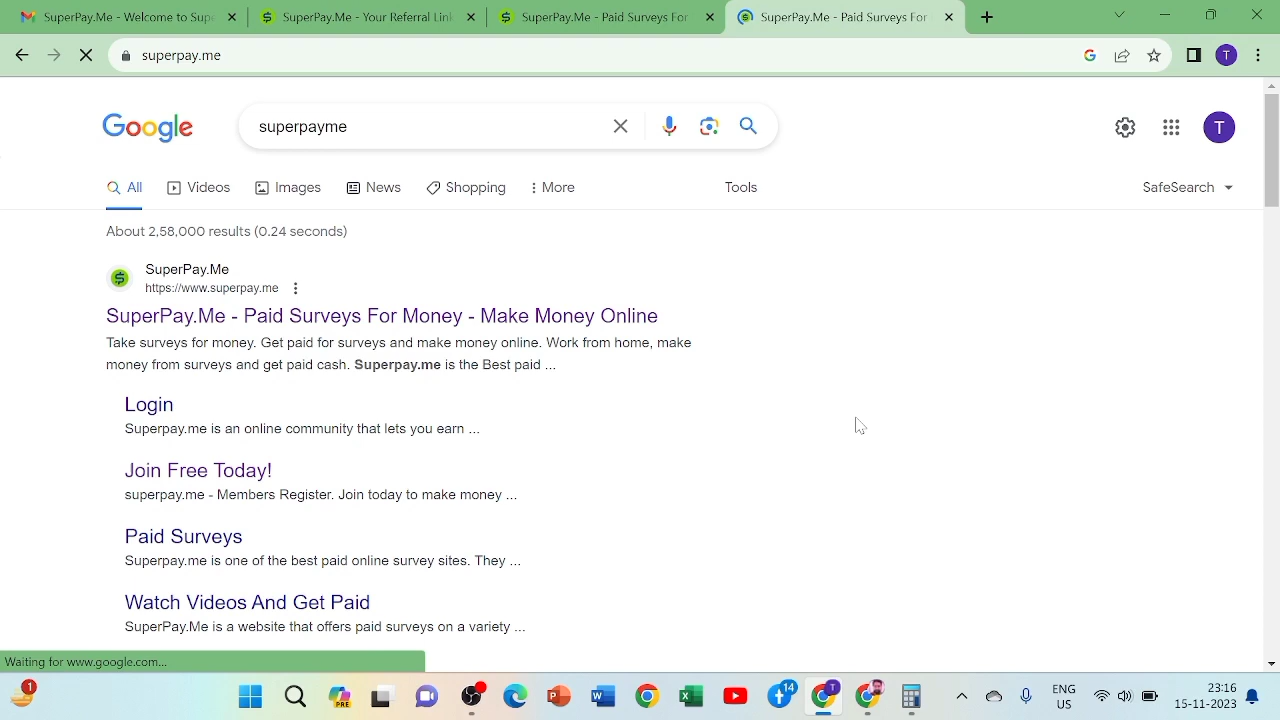 SuperPay.Me - Welcome to Supe
SuperPay.Me - Your Referral Link
SuperPay.Me - Paid Surveys For
SuperPay.Me - Paid Surveys For
superpay.me
T
Google
superpayme
T
All
Videos
Images
News
Shopping
More
Tools
SafeSearch
About 2,58,000 results (0.24 seconds)
SuperPay.Me
https://www.superpay.me
SuperPay.Me - Paid Surveys For Money - Make Money Online
Take surveys for money. Get paid for surveys and make money online. Work from home, make
money from surveys and get paid cash. Superpay.me is the Best paid ...
Login
Superpay.me is an online community that lets you earn ...
Join Free Today!
superpay.me - Members Register. Join today to make money ...
Paid Surveys
Superpay.me is one of the best paid online survey sites. They ...
Watch Videos And Get Paid
SuperPay.Me is a website that offers paid surveys on a variety ...
Waiting for www.google.com...
1
PRE
14
T
ENG
US
23:16
15-11-2023